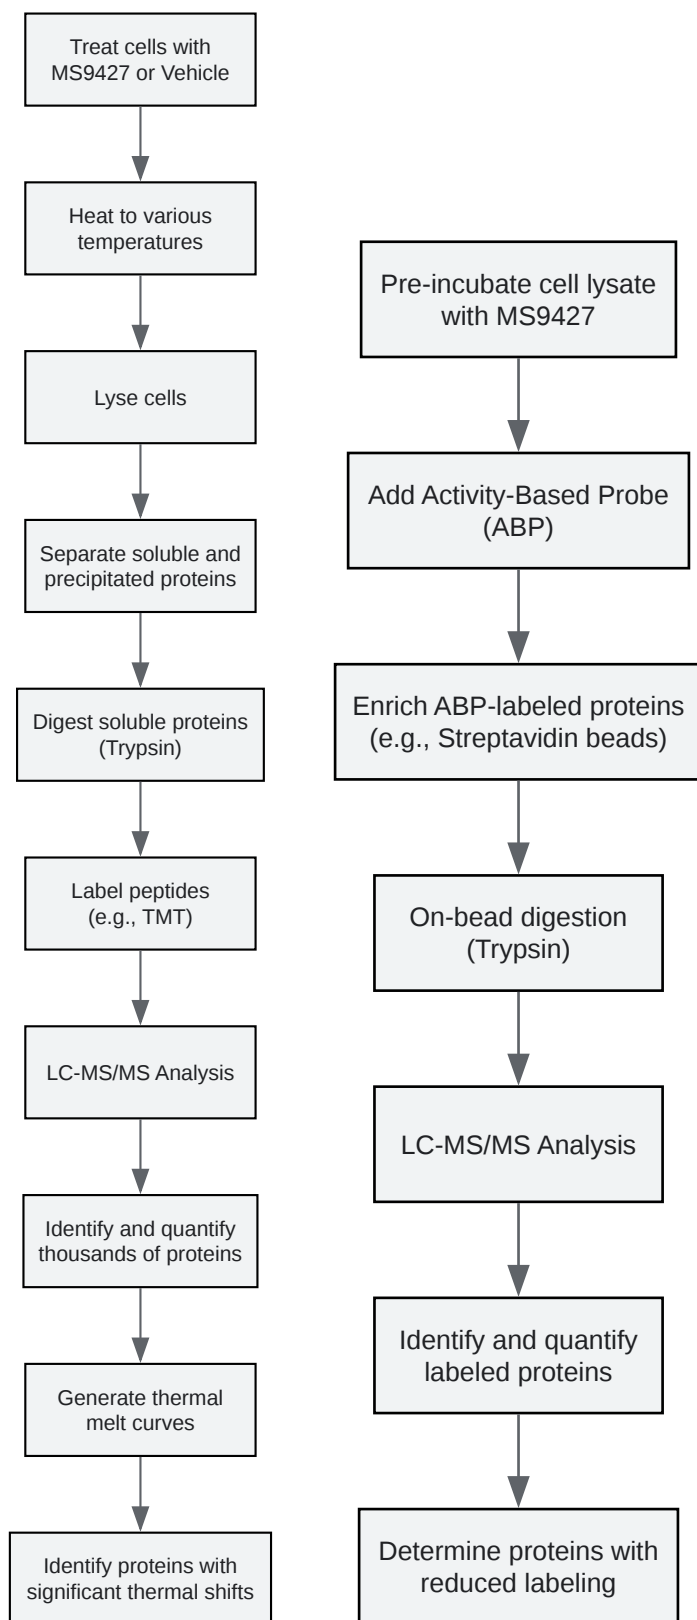 Treat cells with
MS9427 or Vehicle
Heat to various
temperatures
Lyse cells
Separate soluble and
precipitated proteins
Digest soluble proteins
(Trypsin)
Label peptides
(e.g., TMT)
LC-MS/MS Analysis
Identify and quantify
thousands of proteins
Generate thermal
melt curves
Identify proteins with
significant thermal shifts
Pre-incubate cell lysate
with MS9427
Add Activity-Based Probe
(ABP)
Enrich ABP-labeled proteins
(e.g., Streptavidin beads)
On-bead digestion
(Trypsin)
LC-MS/MS Analysis
Identify and quantify
labeled proteins
Determine proteins with
reduced labeling